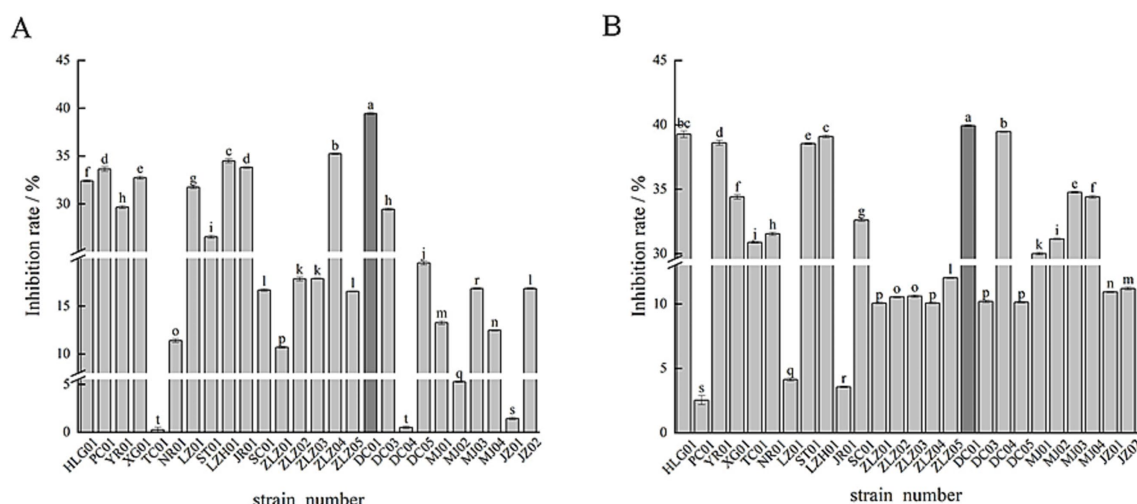 A
B
45
40
35
30
15
10
5
0
Inhibition rate / %
f
d
h
e
t
o
g
i
c
d
l
p
k
k
b
l
a
h
t
j
m
q
r
n
s
l
HLG01
PC01
YR01
XG01
TC01
NR01
LZ01
ST01
LZH01
JR01
SC01
ZLZ01
ZLZ02
ZLZ03
ZLZ04
ZLZ05
DC01
DC03
DC04
DC05
MJ01
MJ02
MJ03
MJ04
JZ01
JZ02
strain number
45
40
35
30
10
5
0
Inhibition rate / %
bc
s
d
f
j
h
q
e
c
r
g
p
o
o
p
l
a
p
b
p
k
i
e
f
n
m
HLG01
PC01
YR01
XG01
TC01
NR01
LZ01
ST01
LZH01
JR01
SC01
ZLZ01
ZLZ02
ZLZ03
ZLZ04
ZLZ05
DC01
DC03
DC04
DC05
MJ01
MJ02
MJ03
MJ04
JZ01
JZ02
strain number